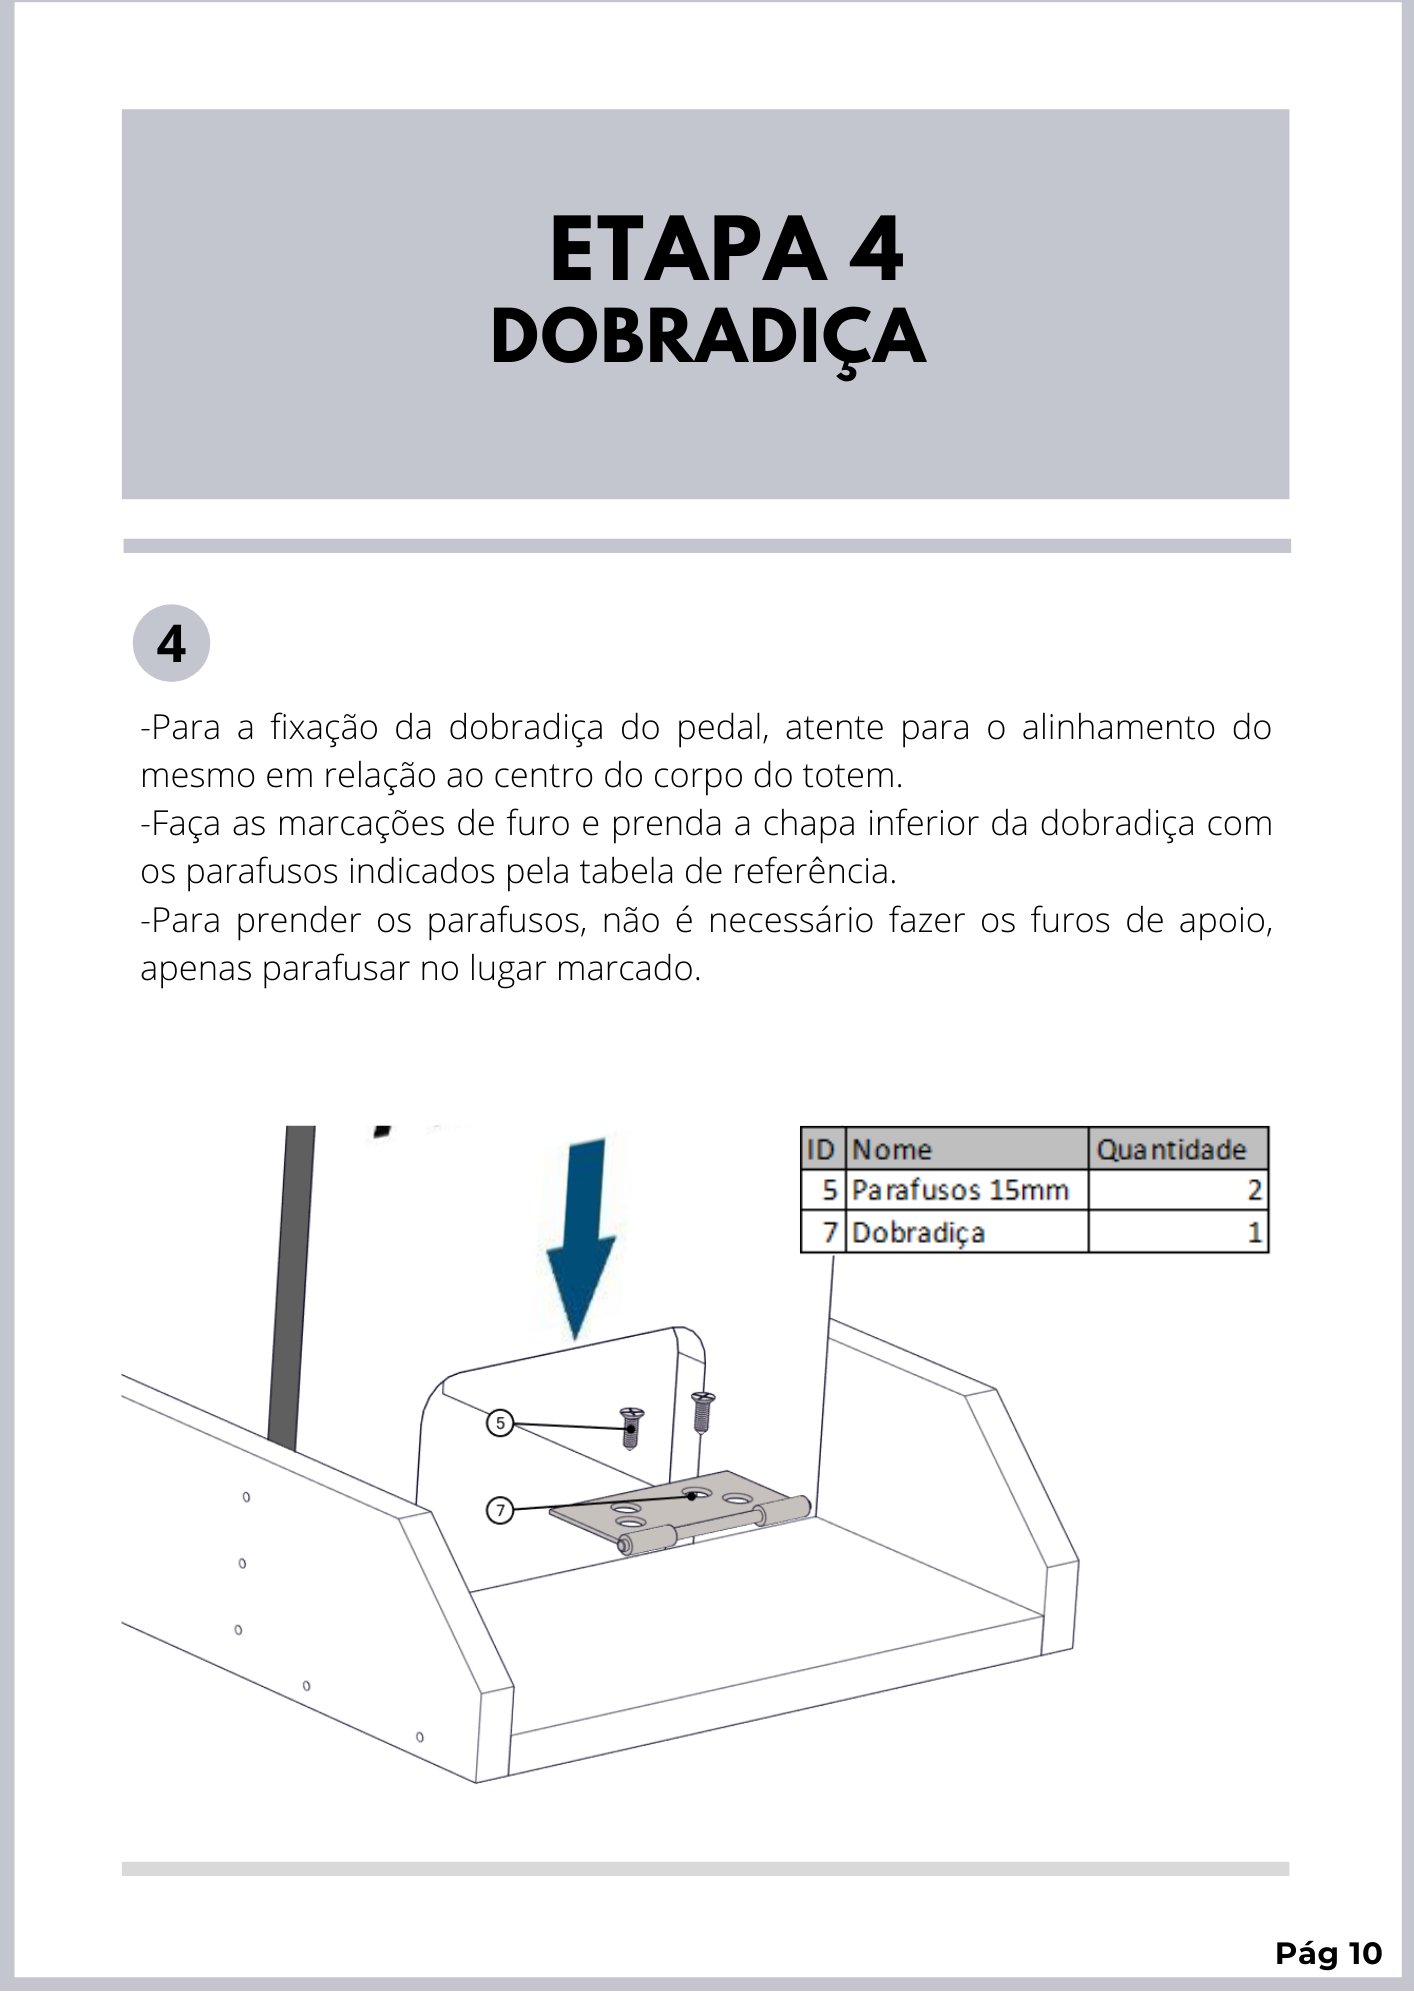 ETAPA 4
DOBRADIÇA
4
-Para a fixação da dobradiça do pedal, atente para o alinhamento do
mesmo em relação ao centro do corpo do totem.
-Faça as marcações de furo e prenda a chapa inferior da dobradiça com
os parafusos indicados pela tabela de referência.
-Para prender os parafusos, não é necessário fazer os furos de apoio,
apenas parafusar no lugar marcado.
ID Nome Quantidade
5 Parafusos 15mm 2
7 Dobradiça 1
5
7
Pág 10